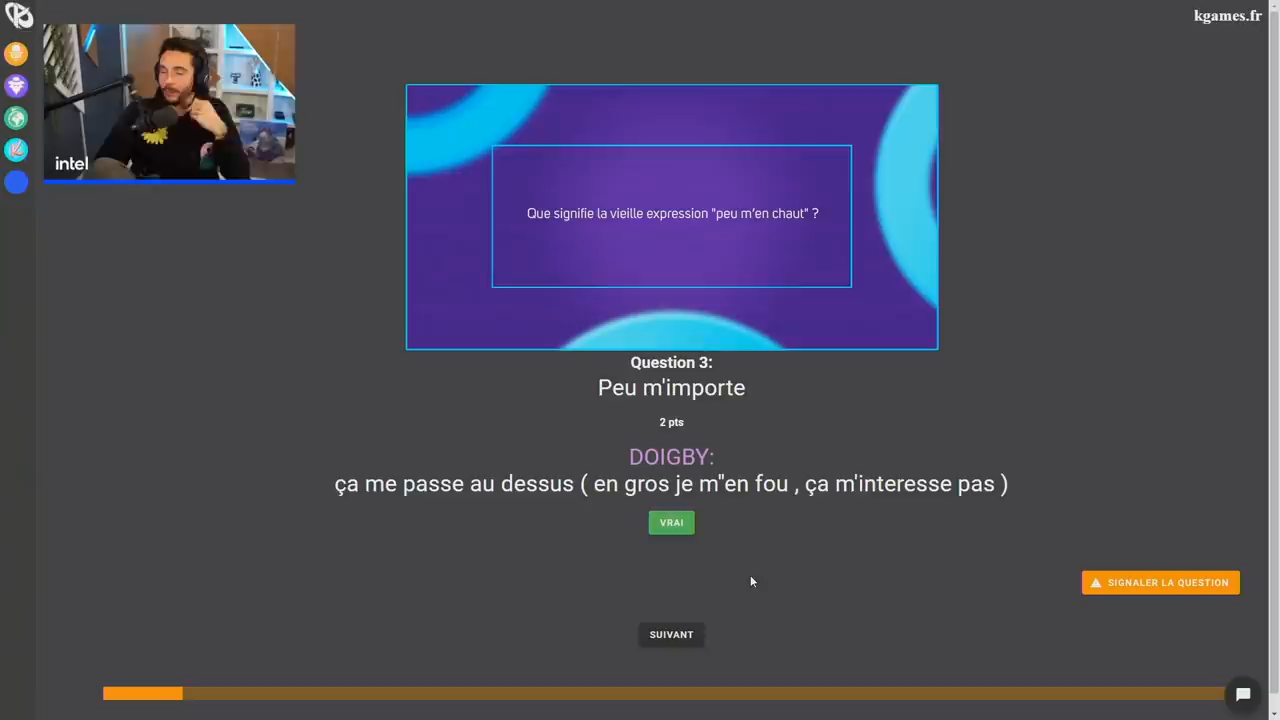 kgames.fr
intel
Que signifie la vieille expression "peu m'en chaut" ?
Question 3:
Peu m'importe
2 pts
DOIGBY:
ça me passe au dessus ( en gros je m"en fou , ça m'interesse pas )
VRAI
SIGNALER LA QUESTION
SUIVANT